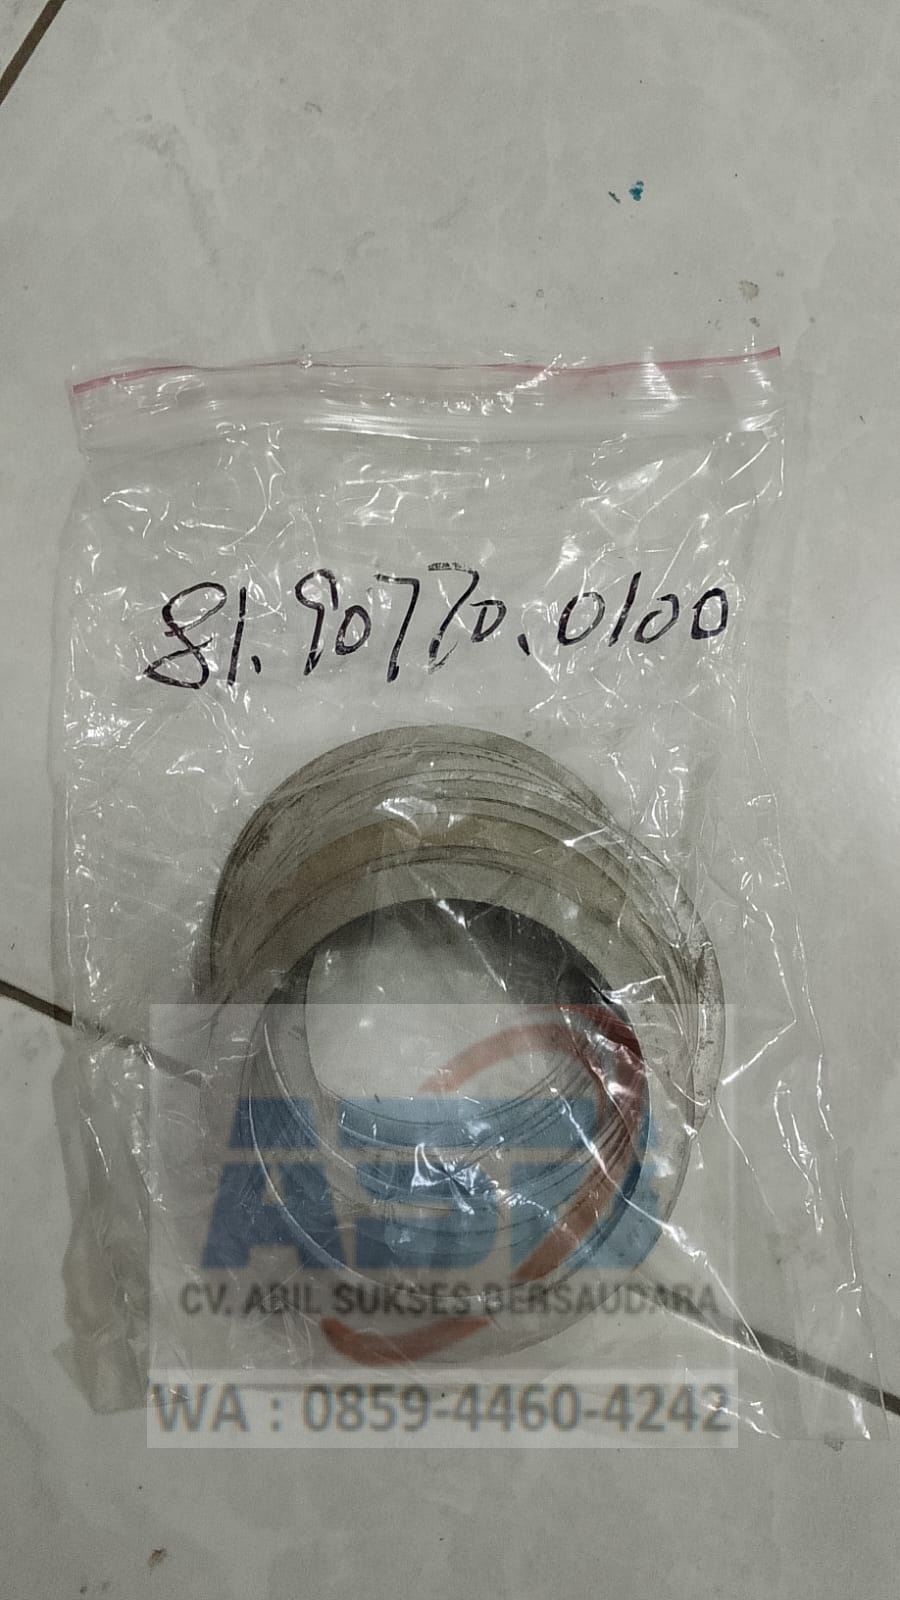 81.90770.0100
ASB
CV. ABIL SUKSES BERSAUDARA
WA : 0859-4460-4242